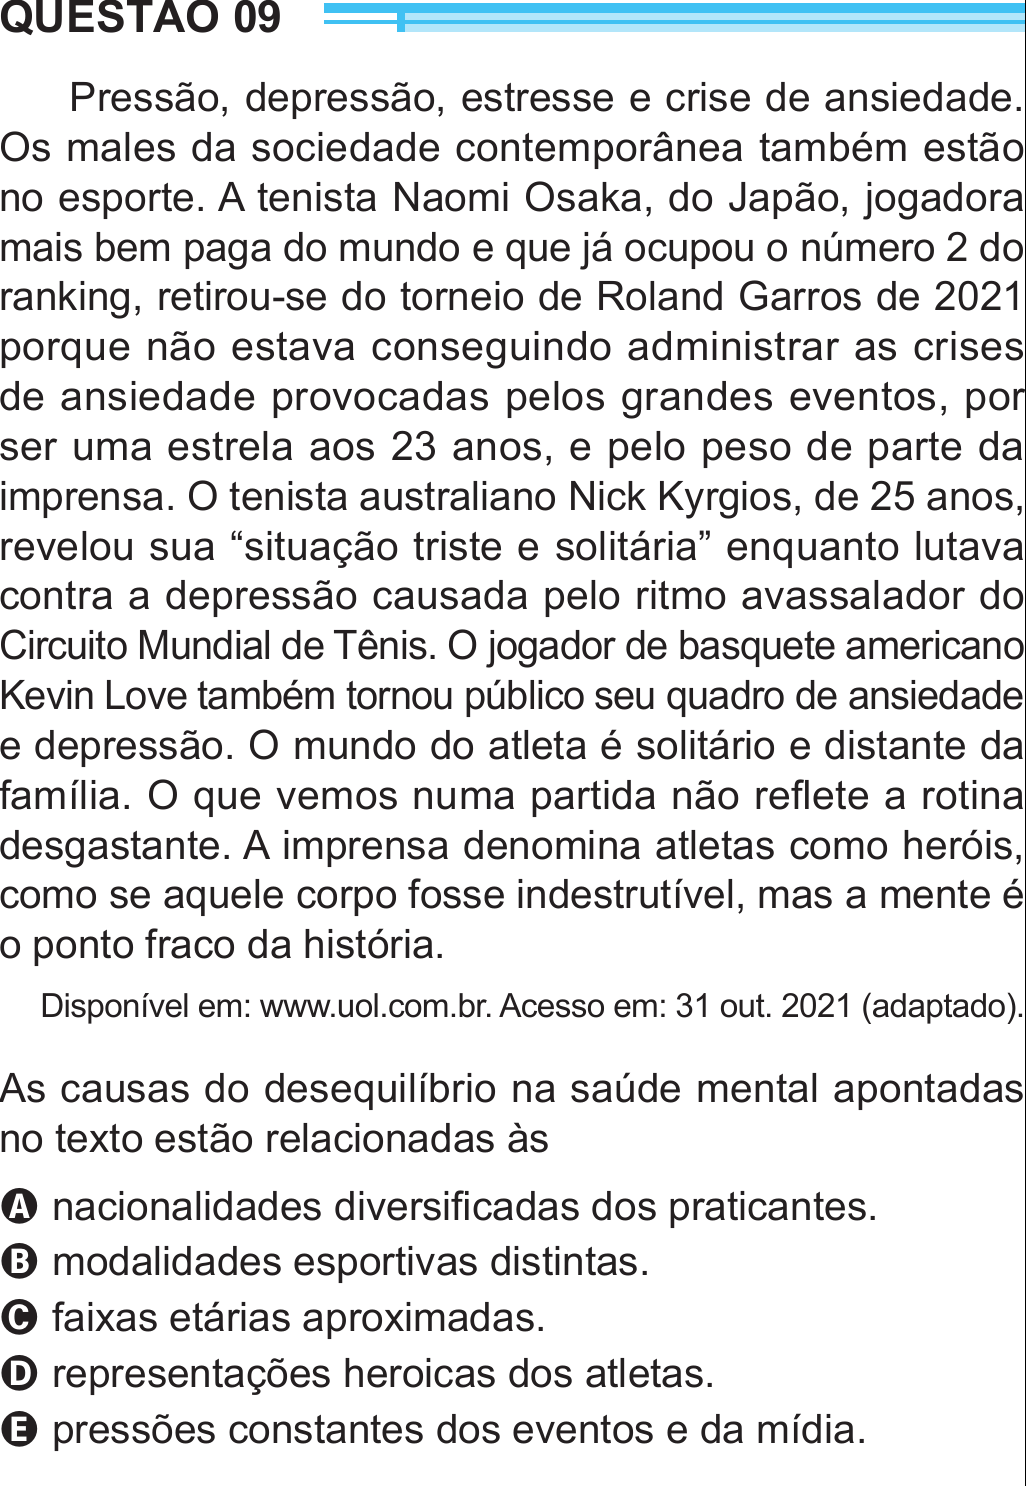 QUESTÃO 09
Pressão, depressão, estresse e crise de ansiedade.
Os males da sociedade contemporânea também estão
no esporte. A tenista Naomi Osaka, do Japão, jogadora
mais bem paga do mundo e que já ocupou o número 2 do
ranking, retirou-se do torneio de Roland Garros de 2021
porque não estava conseguindo administrar as crises
de ansiedade provocadas pelos grandes eventos, por
ser uma estrela aos 23 anos, e pelo peso de parte da
imprensa. O tenista australiano Nick Kyrgios, de 25 anos,
revelou sua “situação triste e solitária” enquanto lutava
contra a depressão causada pelo ritmo avassalador do
Circuito Mundial de Tênis. O jogador de basquete americano
Kevin Love também tornou público seu quadro de ansiedade
e depressão. O mundo do atleta é solitário e distante da
família. O que vemos numa partida não reflete a rotina
desgastante. A imprensa denomina atletas como heróis,
como se aquele corpo fosse indestrutível, mas a mente é
o ponto fraco da história.
Disponível em: www.uol.com.br. Acesso em: 31 out. 2021 (adaptado).
As causas do desequilíbrio na saúde mental apontadas
no texto estão relacionadas às
A nacionalidades diversificadas dos praticantes.
B modalidades esportivas distintas.
C faixas etárias aproximadas.
D representações heroicas dos atletas.
E pressões constantes dos eventos e da mídia.